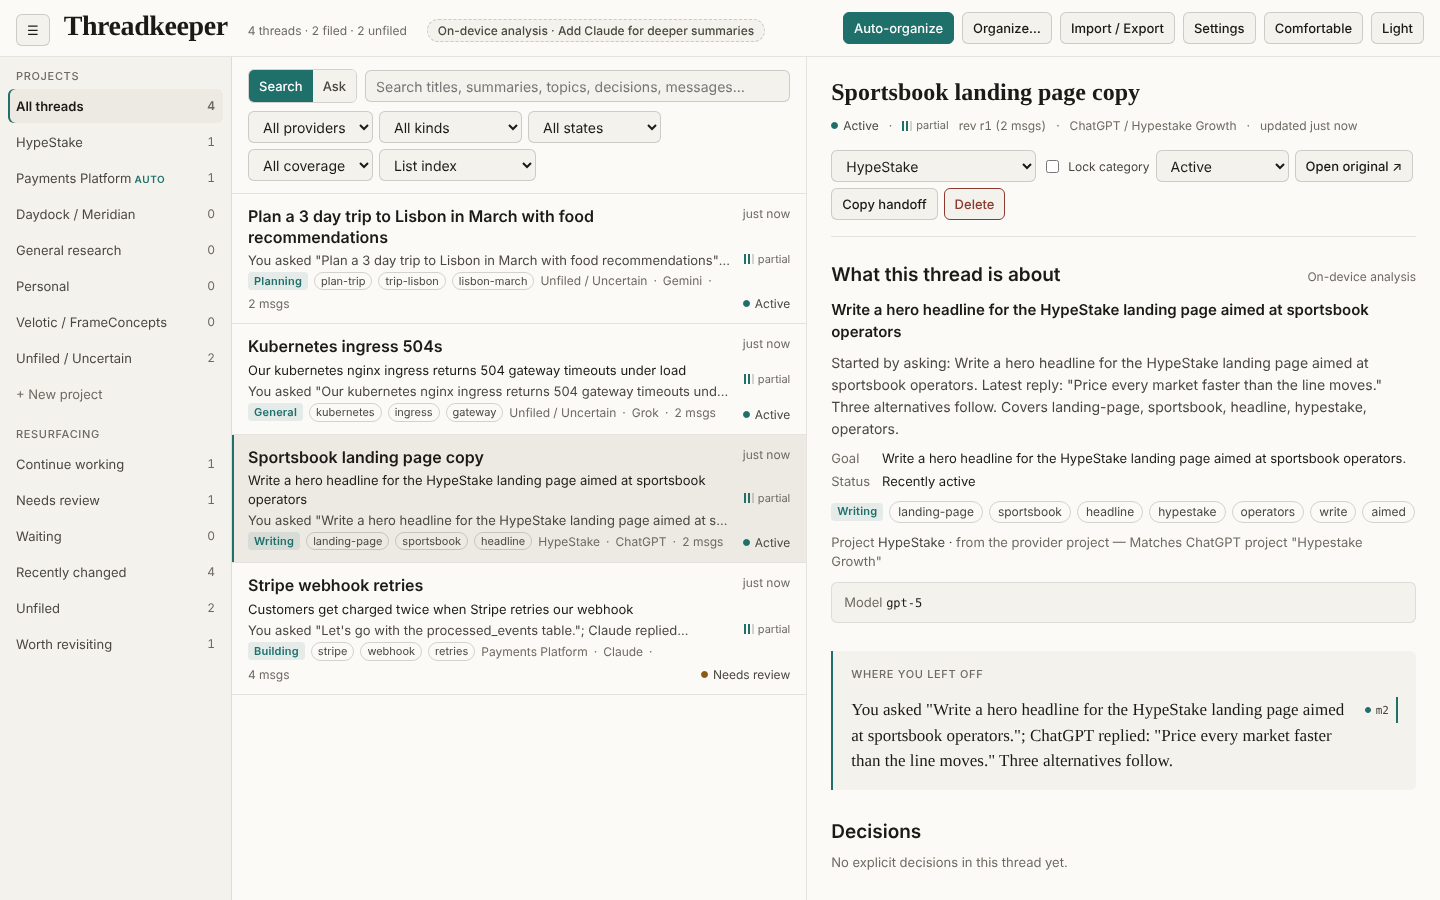 ☰ Threadkeeper 4 threads · 2 filed · 2 unfiled On-device analysis · Add Claude for deeper summaries Auto-organize Organize... Import / Export Settings Comfortable Light
PROJECTS
All threads 4
HypeStake 1
Payments Platform AUTO 1
Daydock / Meridian 0
General research 0
Personal 0
Velotic / FrameConcepts 0
Unfiled / Uncertain 2
+ New project
RESURFACING
Continue working 1
Needs review 1
Waiting 0
Recently changed 4
Unfiled 2
Worth revisiting 1
Search Ask Search titles, summaries, topics, decisions, messages...
All providers All kinds All states
All coverage List index
Plan a 3 day trip to Lisbon in March with food just now
recommendations
You asked "Plan a 3 day trip to Lisbon in March with food recommendations"... partial
Planning plan-trip trip-lisbon lisbon-march Unfiled / Uncertain · Gemini ·
2 msgs Active
Kubernetes ingress 504s just now
Our kubernetes nginx ingress returns 504 gateway timeouts under load
You asked "Our kubernetes nginx ingress returns 504 gateway timeouts und... partial
General kubernetes ingress gateway Unfiled / Uncertain · Grok · 2 msgs Active
Sportsbook landing page copy just now
Write a hero headline for the HypeStake landing page aimed at sportsbook
operators partial
You asked "Write a hero headline for the HypeStake landing page aimed at s...
Writing landing-page sportsbook headline HypeStake · ChatGPT · 2 msgs Active
Stripe webhook retries just now
Customers get charged twice when Stripe retries our webhook
You asked "Let's go with the processed_events table."; Claude replied... partial
Building stripe webhook retries Payments Platform · Claude ·
4 msgs Needs review
Sportsbook landing page copy
Active · partial rev r1 (2 msgs) · ChatGPT / Hypestake Growth · updated just now
HypeStake Lock category Active Open original ↗
Copy handoff Delete
What this thread is about On-device analysis
Write a hero headline for the HypeStake landing page aimed at sportsbook
operators
Started by asking: Write a hero headline for the HypeStake landing page aimed at
sportsbook operators. Latest reply: "Price every market faster than the line moves."
Three alternatives follow. Covers landing-page, sportsbook, headline, hypestake,
operators.
Goal Write a hero headline for the HypeStake landing page aimed at sportsbook operators.
Status Recently active
Writing landing-page sportsbook headline hypestake operators write aimed
Project HypeStake · from the provider project — Matches ChatGPT project "Hypestake
Growth"
Model gpt-5
WHERE YOU LEFT OFF
You asked "Write a hero headline for the HypeStake landing page aimed m2
at sportsbook operators."; ChatGPT replied: "Price every market faster
than the line moves." Three alternatives follow.
Decisions
No explicit decisions in this thread yet.